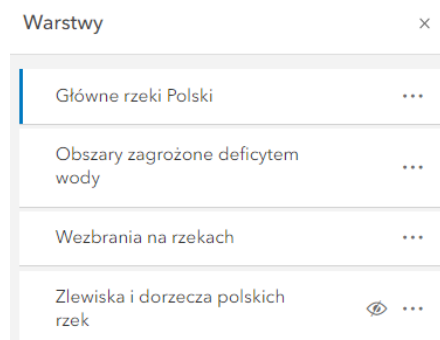 Warstwy
Główne rzeki Polski
Obszary zagrożone deficytem
wody
Wezbrania na rzekach
Zlewiska i dorzecza polskich
rzek